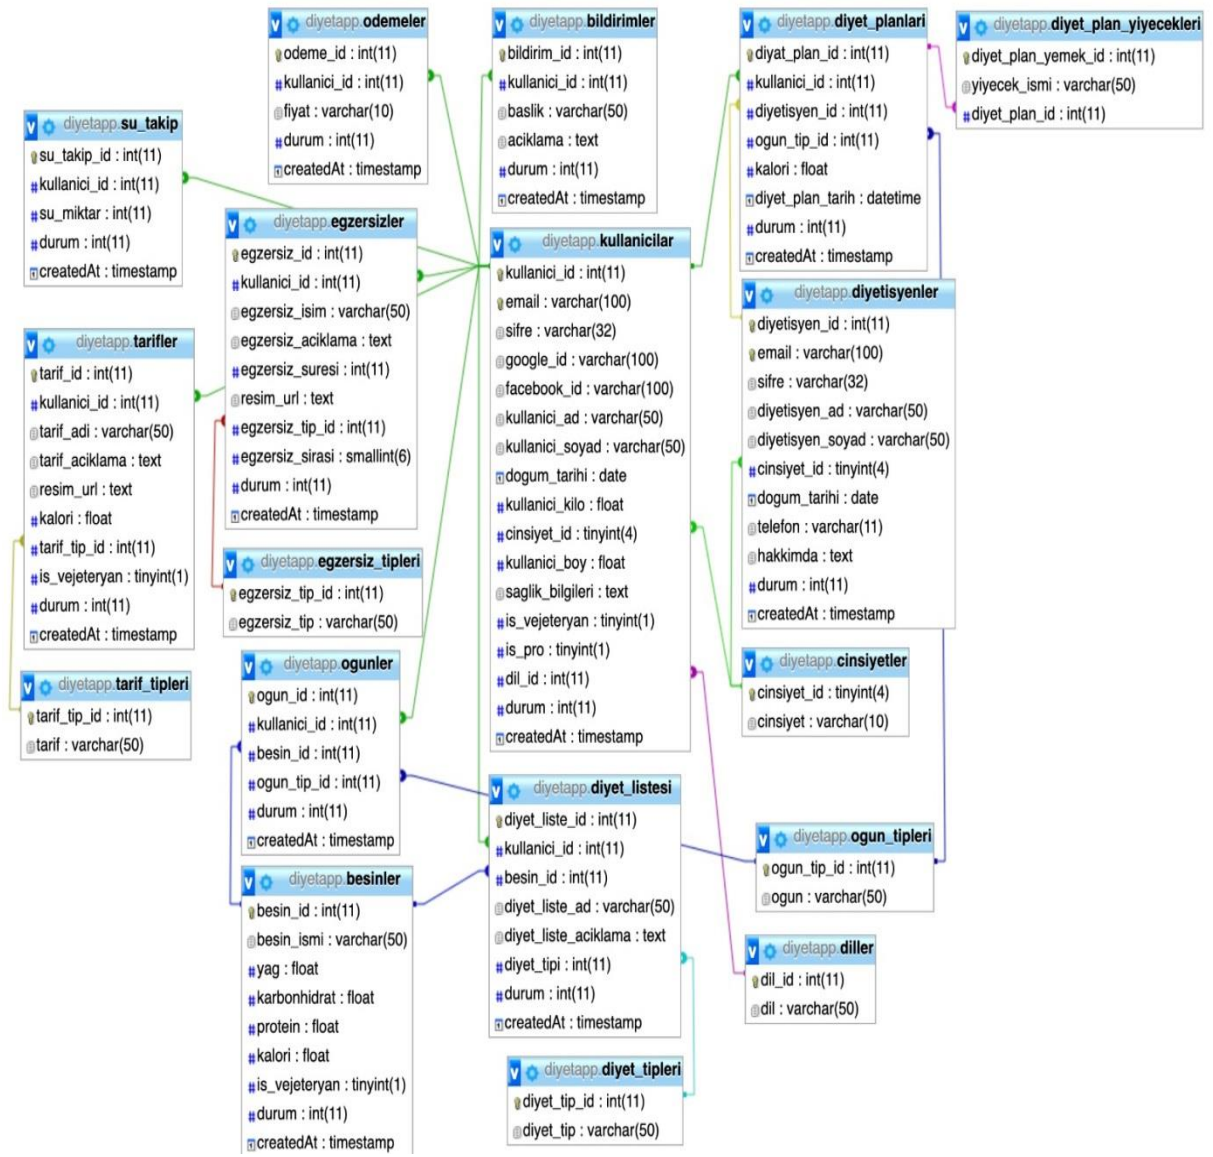 diyetapp.odemeler
odeme_id : int(11)
kullanici_id : int(11)
fiyat : varchar(10)
durum : int(11)
createdAt : timestamp
diyetapp.bildirimler
bildirim_id : int(11)
kullanici_id : int(11)
baslik : varchar(50)
aciklama : text
durum : int(11)
createdAt : timestamp
diyetapp.diyet_planlari
diyat_plan_id : int(11)
kullanici_id : int(11)
diyetisyen_id : int(11)
ogun_tip_id : int(11)
kalori : float
diyet_plan_tarih : datetime
durum : int(11)
createdAt : timestamp
diyetapp.diyet_plan_yiyecekleri
diyet_plan_yemek_id : int(11)
yiyecek_ismi : varchar(50)
diyet_plan_id : int(11)
diyetapp.su_takip
su_takip_id : int(11)
kullanici_id : int(11)
su_miktar : int(11)
durum : int(11)
createdAt : timestamp
diyetapp.egzersizler
egzersiz_id : int(11)
kullanici_id : int(11)
egzersiz_isim : varchar(50)
egzersiz_aciklama : text
egzersiz_suresi : int(11)
resim_url : text
egzersiz_tip_id : int(11)
egzersiz_sirasi : smallint(6)
durum : int(11)
createdAt : timestamp
diyetapp.kullanicilar
kullanici_id : int(11)
email : varchar(100)
sifre : varchar(32)
google_id : varchar(100)
facebook_id : varchar(100)
kullanici_ad : varchar(50)
kullanici_soyad : varchar(50)
dogum_tarihi : date
kullanici_kilo : float
cinsiyet_id : tinyint(4)
kullanici_boy : float
saglik_bilgileri : text
is_vejeteryan : tinyint(1)
is_pro : tinyint(1)
dil_id : int(11)
durum : int(11)
createdAt : timestamp
diyetapp.diyetisyenler
diyetisyen_id : int(11)
email : varchar(100)
sifre : varchar(32)
diyetisyen_ad : varchar(50)
diyetisyen_soyad : varchar(50)
cinsiyet_id : tinyint(4)
dogum_tarihi : date
telefon : varchar(11)
hakkimda : text
durum : int(11)
createdAt : timestamp
diyetapp.tarifler
tarif_id : int(11)
kullanici_id : int(11)
tarif_adi : varchar(50)
tarif_aciklama : text
resim_url : text
kalori : float
tarif_tip_id : int(11)
is_vejeteryan : tinyint(1)
durum : int(11)
createdAt : timestamp
diyetapp.egzersiz_tipleri
egzersiz_tip_id : int(11)
egzersiz_tip : varchar(50)
diyetapp.tarif_tipleri
tarif_tip_id : int(11)
tarif : varchar(50)
diyetapp.ogunler
ogun_id : int(11)
kullanici_id : int(11)
besin_id : int(11)
ogun_tip_id : int(11)
durum : int(11)
createdAt : timestamp
diyetapp.cinsiyetler
cinsiyet_id : tinyint(4)
cinsiyet : varchar(10)
diyetapp.diyet_listesi
diyet_liste_id : int(11)
kullanici_id : int(11)
besin_id : int(11)
diyet_liste_ad : varchar(50)
diyet_liste_aciklama : text
diyet_tipi : int(11)
durum : int(11)
createdAt : timestamp
diyetapp.ogun_tipleri
ogun_tip_id : int(11)
ogun : varchar(50)
diyetapp.besinler
besin_id : int(11)
besin_ismi : varchar(50)
yag : float
karbonhidrat : float
protein : float
kalori : float
is_vejeteryan : tinyint(1)
durum : int(11)
createdAt : timestamp
diyetapp.diller
dil_id : int(11)
dil : varchar(50)
diyetapp.diyet_tipleri
diyet_tip_id : int(11)
diyet_tip : varchar(50)